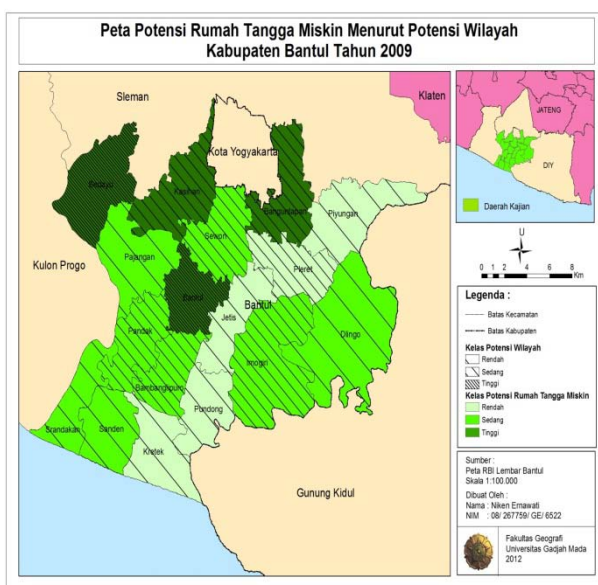 Peta Potensi Rumah Tangga Miskin Menurut Potensi Wilayah
Kabupaten Bantul Tahun 2009
Sleman
Klaten
Kota Yogyakarta
Sedayu
Kasihan
Banguntapan
Piyungan
Sewon
Kulon Progo
Pajangan
Pleret
Bantul
Bantul
Jetis
Pandak
Dlingo
Imogiri
Bambanglipuro
Pundong
Srandakan
Sanden
Kretek
Gunung Kidul
JATENG
DIY
Daerah Kajian
U
0 1 2 4 6 8
Km
Legenda :
Batas Kecamatan
Batas Kabupaten
Kelas Potensi Wilayah
Rendah
Sedang
Tinggi
Kelas Potensi Rumah Tangga Miskin
Rendah
Sedang
Tinggi
Sumber :
Peta RBI Lembar Bantul
Skala 1:100.000
Dibuat Oleh :
Nama : Niken Ernawati
NIM : 08/ 267759/ GE/ 6522
Fakultas Geografi
Universitas Gadjah Mada
2012